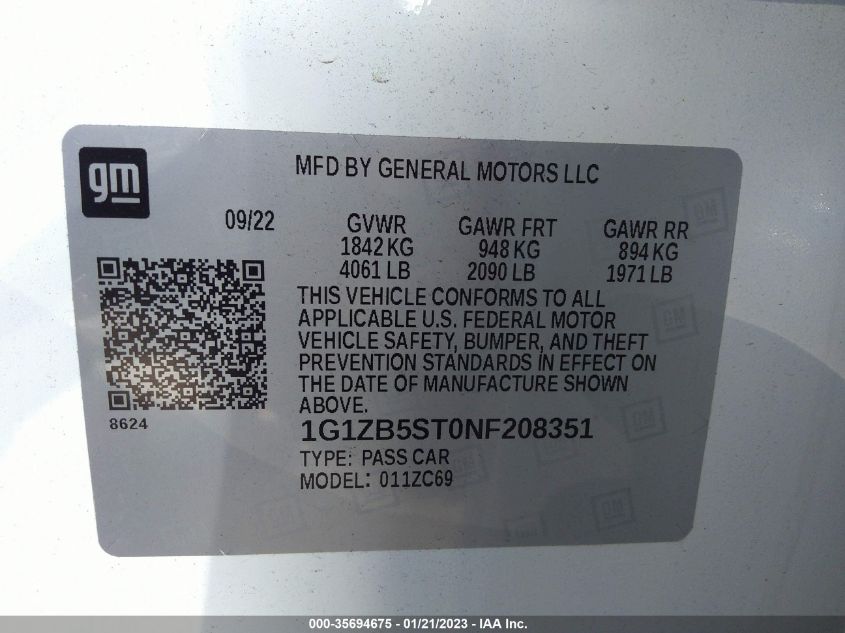 gm
MFD BY GENERAL MOTORS LLC
09/22 GVWR GAWR FRT GAWR RR
1842 KG 948 KG 894 KG
4061 LB 2090 LB 1971 LB
THIS VEHICLE CONFORMS TO ALL
APPLICABLE U.S. FEDERAL MOTOR
VEHICLE SAFETY, BUMPER, AND THEFT
PREVENTION STANDARDS IN EFFECT ON
THE DATE OF MANUFACTURE SHOWN
ABOVE.
8624
1G1ZB5ST0NF208351
TYPE: PASS CAR
MODEL: 011ZC69
000-35694675 - 01/21/2023 - IAA Inc.